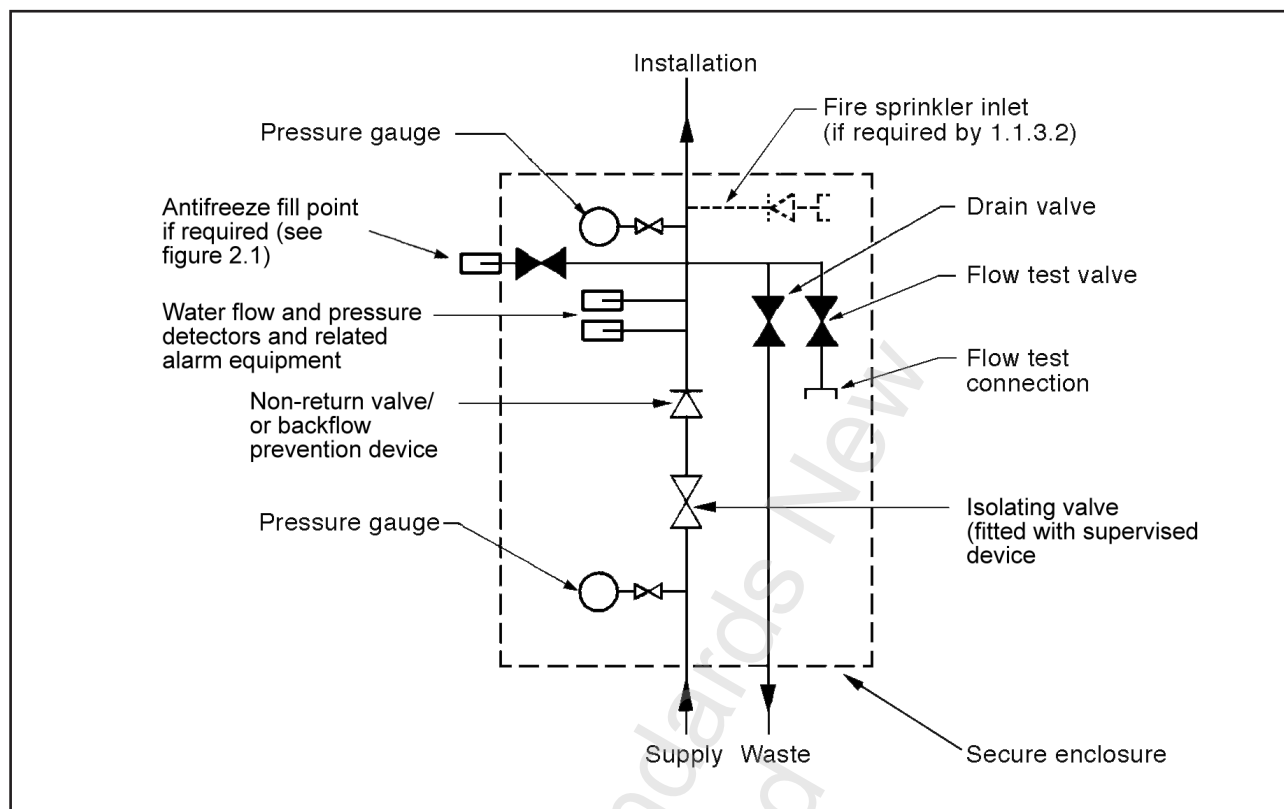 Installation
Fire sprinkler inlet
(if required by 1.1.3.2)
Pressure gauge
Antifreeze fill point
if required (see
figure 2.1)
Drain valve
Flow test valve
Water flow and pressure
detectors and related
alarm equipment
Flow test
connection
Non-return valve/
or backflow
prevention device
Isolating valve
(fitted with supervised
device
Pressure gauge
Supply Waste
Secure enclosure
ndards New